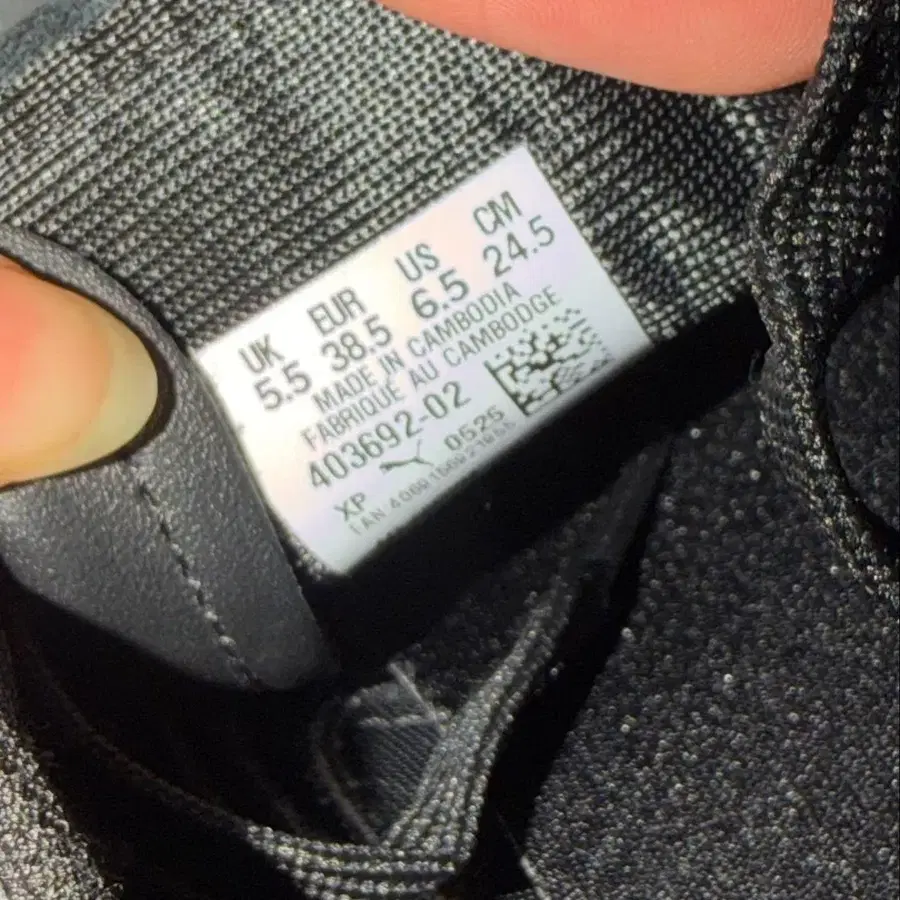 UK EUR US CM
5.5 38.5 6.5 24.5
MADE IN CAMBODIA
FABRIQUÉ AU CAMBODGE
403692-02
XP 0525